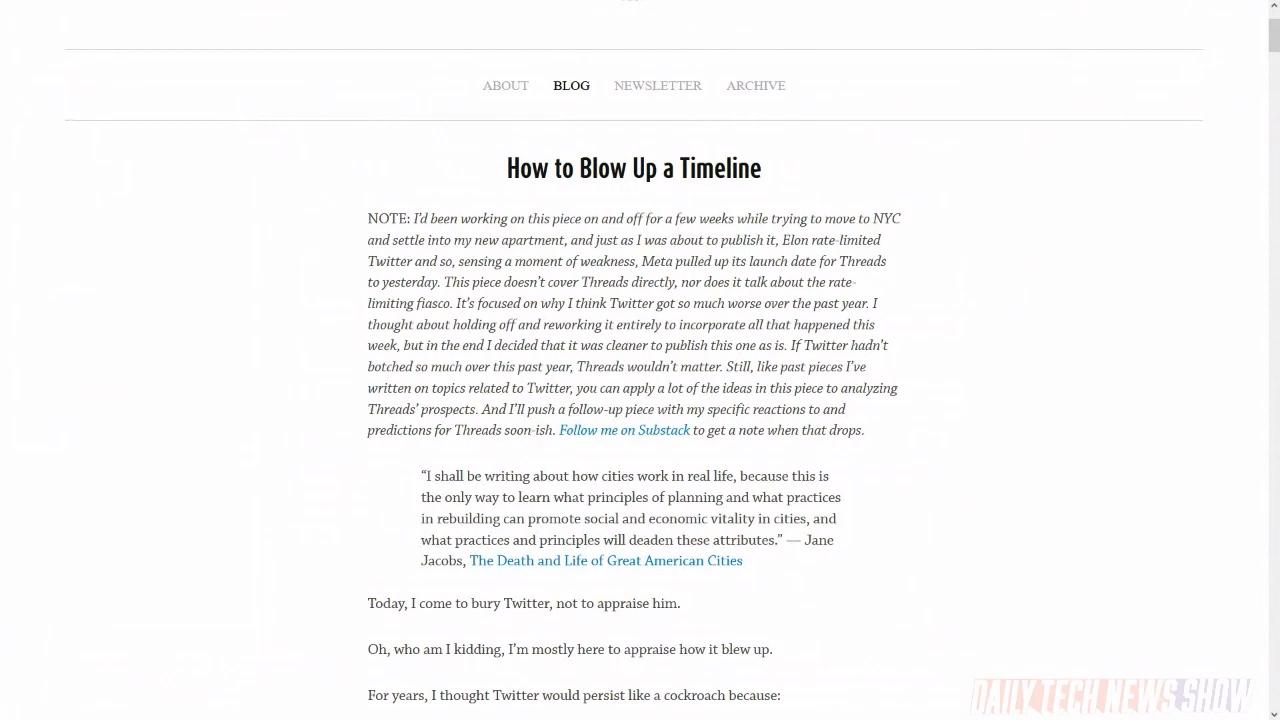 ABOUT BLOG NEWSLETTER ARCHIVE
How to Blow Up a Timeline
NOTE: I’d been working on this piece on and off for a few weeks while trying to move to NYC
and settle into my new apartment, and just as I was about to publish it, Elon rate-limited
Twitter and so, sensing a moment of weakness, Meta pulled up its launch date for Threads
to yesterday. This piece doesn’t cover Threads directly, nor does it talk about the rate-
limiting fiasco. It’s focused on why I think Twitter got so much worse over the past year. I
thought about holding off and reworking it entirely to incorporate all that happened this
week, but in the end I decided that it was cleaner to publish this one as is. If Twitter hadn’t
botched so much over this past year, Threads wouldn’t matter. Still, like past pieces I’ve
written on topics related to Twitter, you can apply a lot of the ideas in this piece to analyzing
Threads’ prospects. And I’ll push a follow-up piece with my specific reactions to and
predictions for Threads soon-ish. Follow me on Substack to get a note when that drops.
“I shall be writing about how cities work in real life, because this is
the only way to learn what principles of planning and what practices
in rebuilding can promote social and economic vitality in cities, and
what practices and principles will deaden these attributes.” — Jane
Jacobs, The Death and Life of Great American Cities
Today, I come to bury Twitter, not to appraise him.
Oh, who am I kidding, I’m mostly here to appraise how it blew up.
For years, I thought Twitter would persist like a cockroach because:
DAILY TECH NEWS SHOW